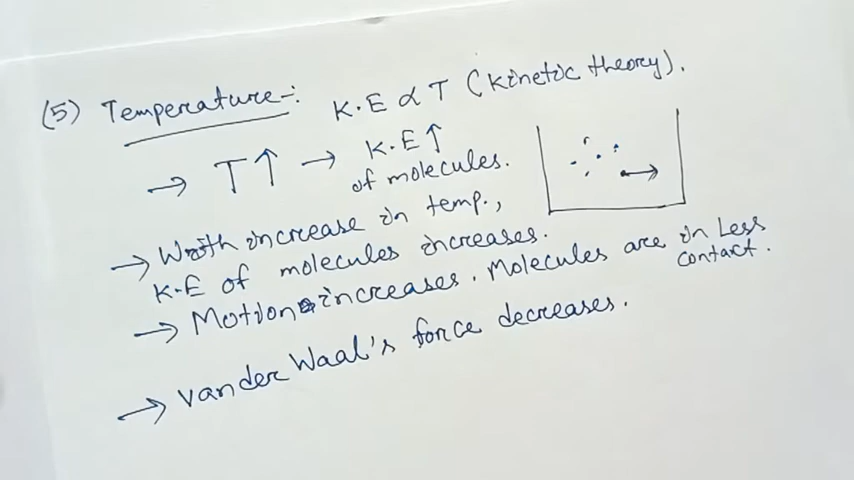 (5) Temperature-: K.E ∝ T (Kinetic theory).
→ T↑ → K.E↑
of molecules.
→ With increase in temp.,
K.E of molecules increases.
→ Motion increases. Molecules are in Less
contact.
→ vander Waal's force decreases.